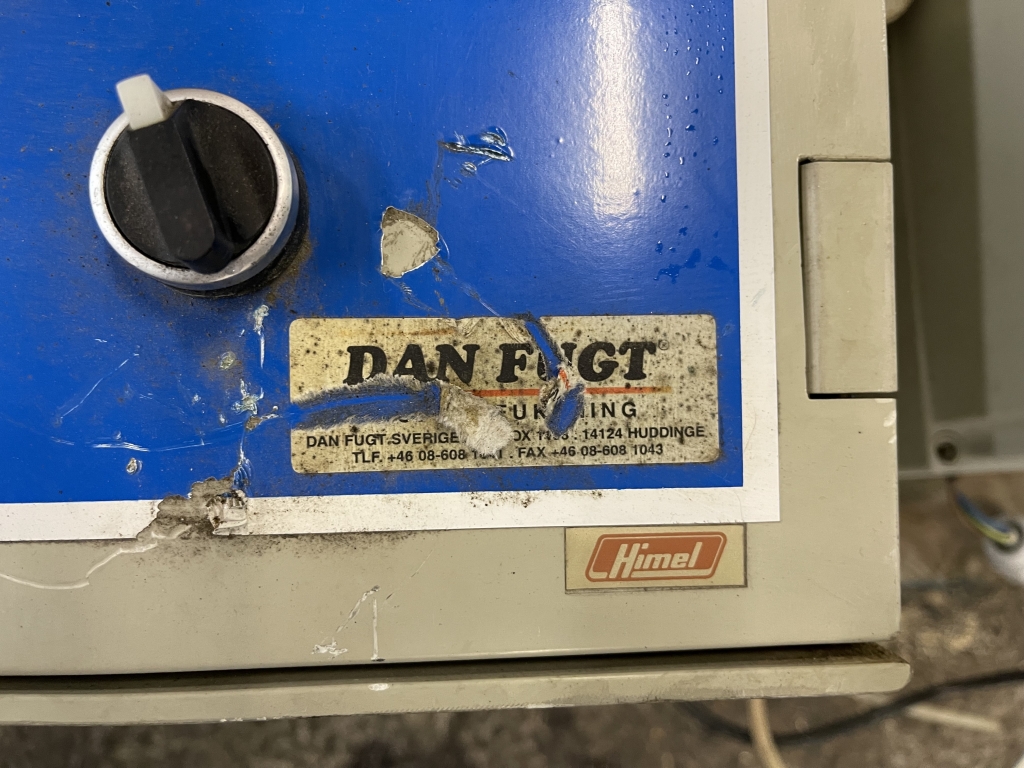 DAN FUGT®
DAN FUGT SVERIGE 14124 HUDDINGE
TLF. +46 08-608 . FAX +46 08-608 1043
Himel